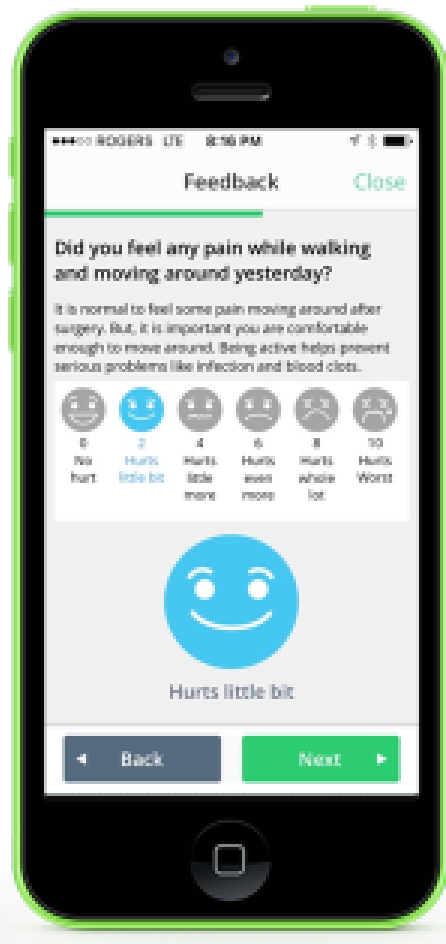 ROGERS LTE 8:16 PM
Feedback Close
Did you feel any pain while walking
and moving around yesterday?
It is normal to feel some pain moving around after
surgery. But, it is important you are comfortable
enough to move around. Being active helps prevent
serious problems like infection and blood clots.
0 2 4 6 8 10
No Hurts Hurts Hurts Hurts Hurts
hurt little bit little even whole Worst
more more lot
Hurts little bit
Back Next